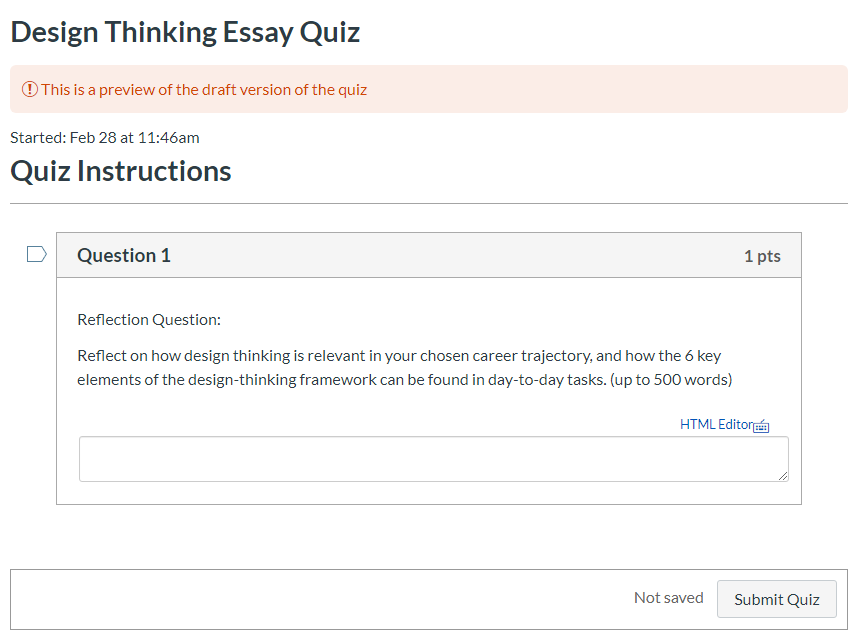 Design Thinking Essay Quiz
This is a preview of the draft version of the quiz
Started: Feb 28 at 11:46am
Quiz Instructions
Question 1
1 pts
Reflection Question:
Reflect on how design thinking is relevant in your chosen career trajectory, and how the 6 key
elements of the design-thinking framework can be found in day-to-day tasks. (up to 500 words)
HTML Editor
Not saved
Submit Quiz